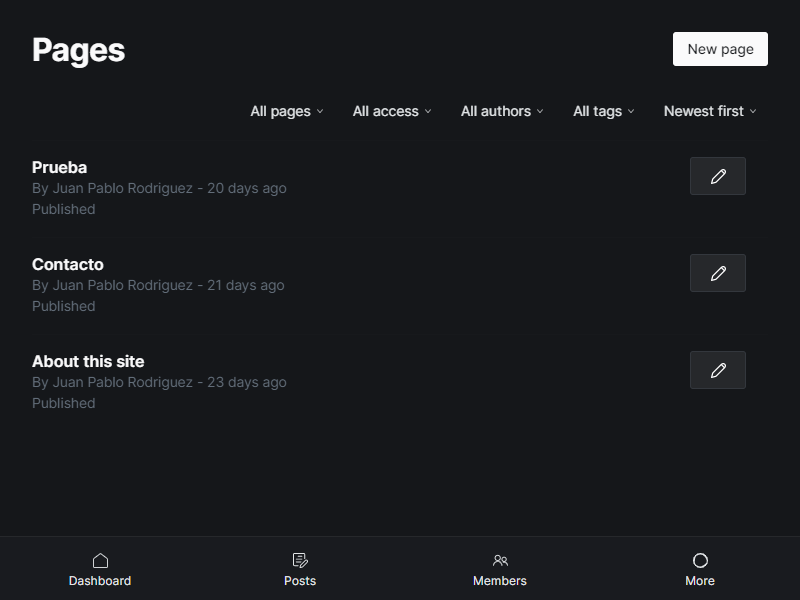 Pages
New page
All pages
All access
All authors
All tags
Newest first
Prueba
By Juan Pablo Rodriguez - 20 days ago
Published
Contacto
By Juan Pablo Rodriguez - 21 days ago
Published
About this site
By Juan Pablo Rodriguez - 23 days ago
Published
Dashboard
Posts
Members
More